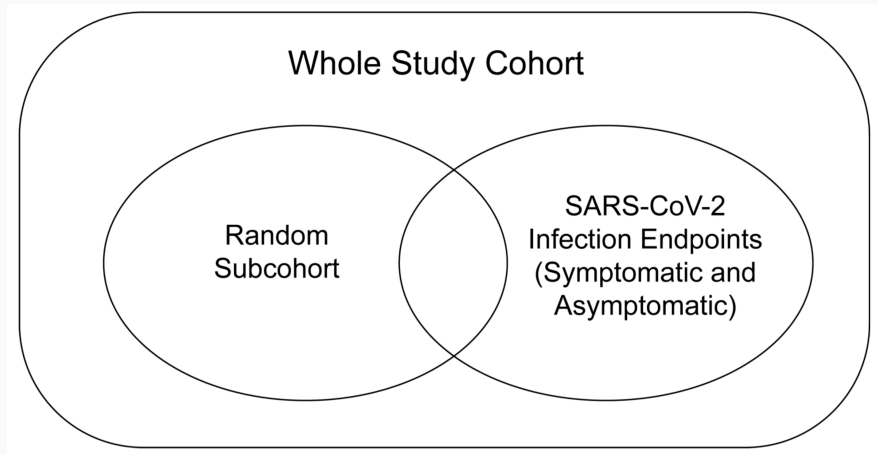 Whole Study Cohort
Random
Subcohort
SARS-CoV-2
Infection Endpoints
(Symptomatic and
Asymptomatic)